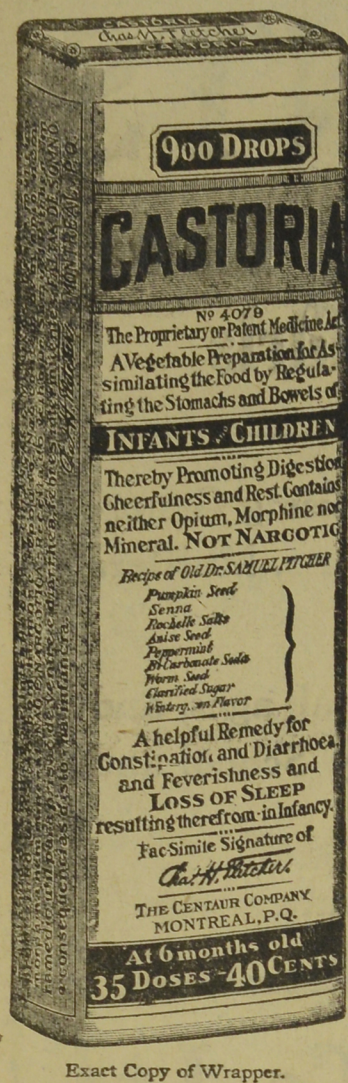 CASTORIA
Chas. H. Fletcher
CASTORIA
900 DROPS
CASTORIA
Nº 4079
The Proprietary or Patent Medicine Act
A Vegetable Preparation for As-
similating the Food by Regula-
ting the Stomachs and Bowels of
INFANTS CHILDREN
Thereby Promoting Digestion
Cheerfulness and Rest. Contains
neither Opium, Morphine nor
Mineral. NOT NARCOTIC
Recipe of Old Dr. SAMUEL PITCHER
Pumpkin Seed
Senna
Rochelle Salts
Anise Seed
Peppermint
Bi Carbonate Soda
Worm Seed
Clarified Sugar
Wintergreen Flavor
A helpful Remedy for
Constipation and Diarrhoea,
and Feverishness and
LOSS OF SLEEP
resulting therefrom in Infancy.
Fac-Simile Signature of
Chas. H. Fletcher.
THE CENTAUR COMPANY
MONTREAL, P.Q.
At 6 months old
35 DOSES - 40 CENTS
MONTREAL, P.Q.
Exact Copy of Wrapper.